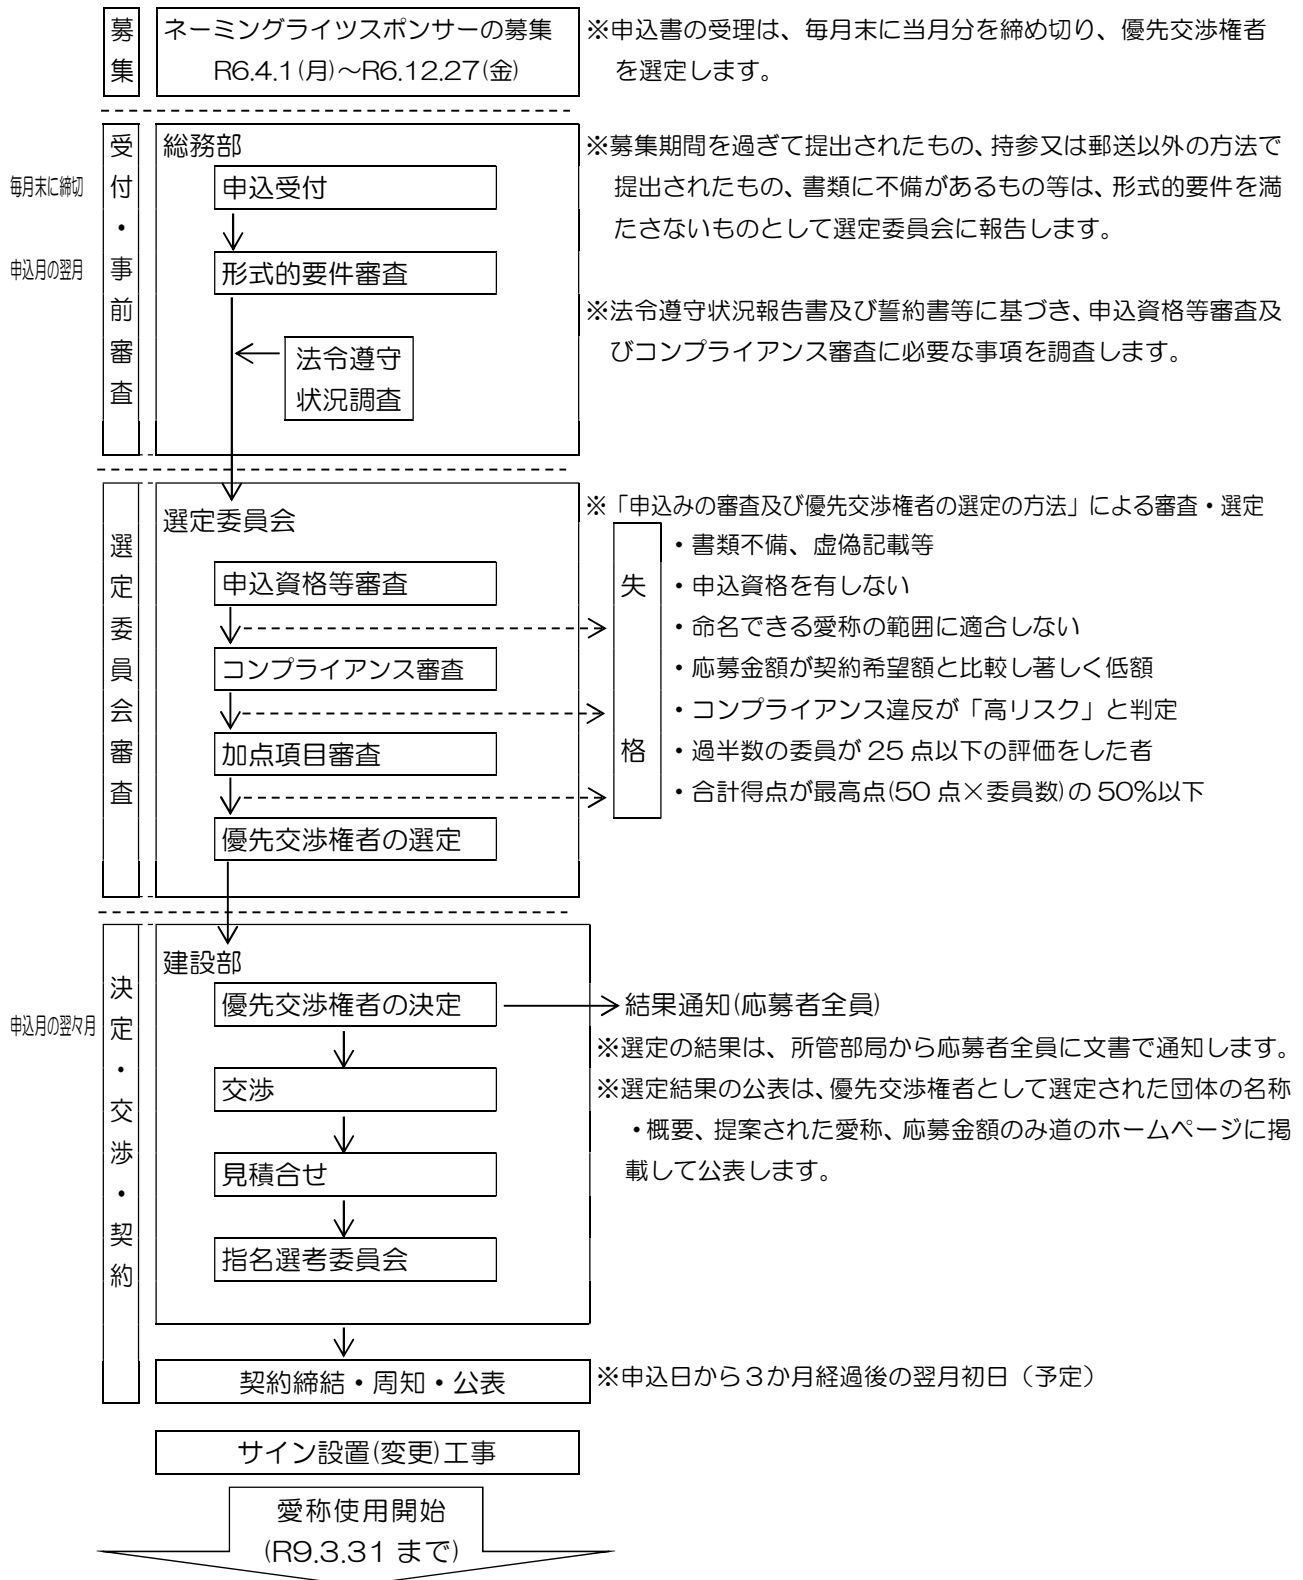 募集
ネーミングライツスポンサーの募集
R6.4.1(月)～R6.12.27(金)
※申込書の受理は、毎月末に当月分を締め切り、優先交渉権者
を選定します。
受付・事前審査
毎月末に締切
申込月の翌月
総務部
申込受付
形式的要件審査
法令遵守
状況調査
※募集期間を過ぎて提出されたもの、持参又は郵送以外の方法で
提出されたもの、書類に不備があるもの等は、形式的要件を満
たさないものとして選定委員会に報告します。
※法令遵守状況報告書及び誓約書等に基づき、申込資格等審査及
びコンプライアンス審査に必要な事項を調査します。
選定委員会審査
選定委員会
申込資格等審査
コンプライアンス審査
加点項目審査
優先交渉権者の選定
※「申込みの審査及び優先交渉権者の選定の方法」による審査・選定
失格
・書類不備、虚偽記載等
・申込資格を有しない
・命名できる愛称の範囲に適合しない
・応募金額が契約希望額と比較し著しく低額
・コンプライアンス違反が「高リスク」と判定
・過半数の委員が 25 点以下の評価をした者
・合計得点が最高点(50 点×委員数)の 50%以下
決定・交渉・契約
申込月の翌々月
建設部
優先交渉権者の決定
交渉
見積合せ
指名選考委員会
結果通知(応募者全員)
※選定の結果は、所管部局から応募者全員に文書で通知します。
※選定結果の公表は、優先交渉権者として選定された団体の名称
・概要、提案された愛称、応募金額のみ道のホームページに掲
載して公表します。
契約締結・周知・公表
※申込日から３か月経過後の翌月初日（予定）
サイン設置(変更)工事
愛称使用開始
(R9.3.31 まで)